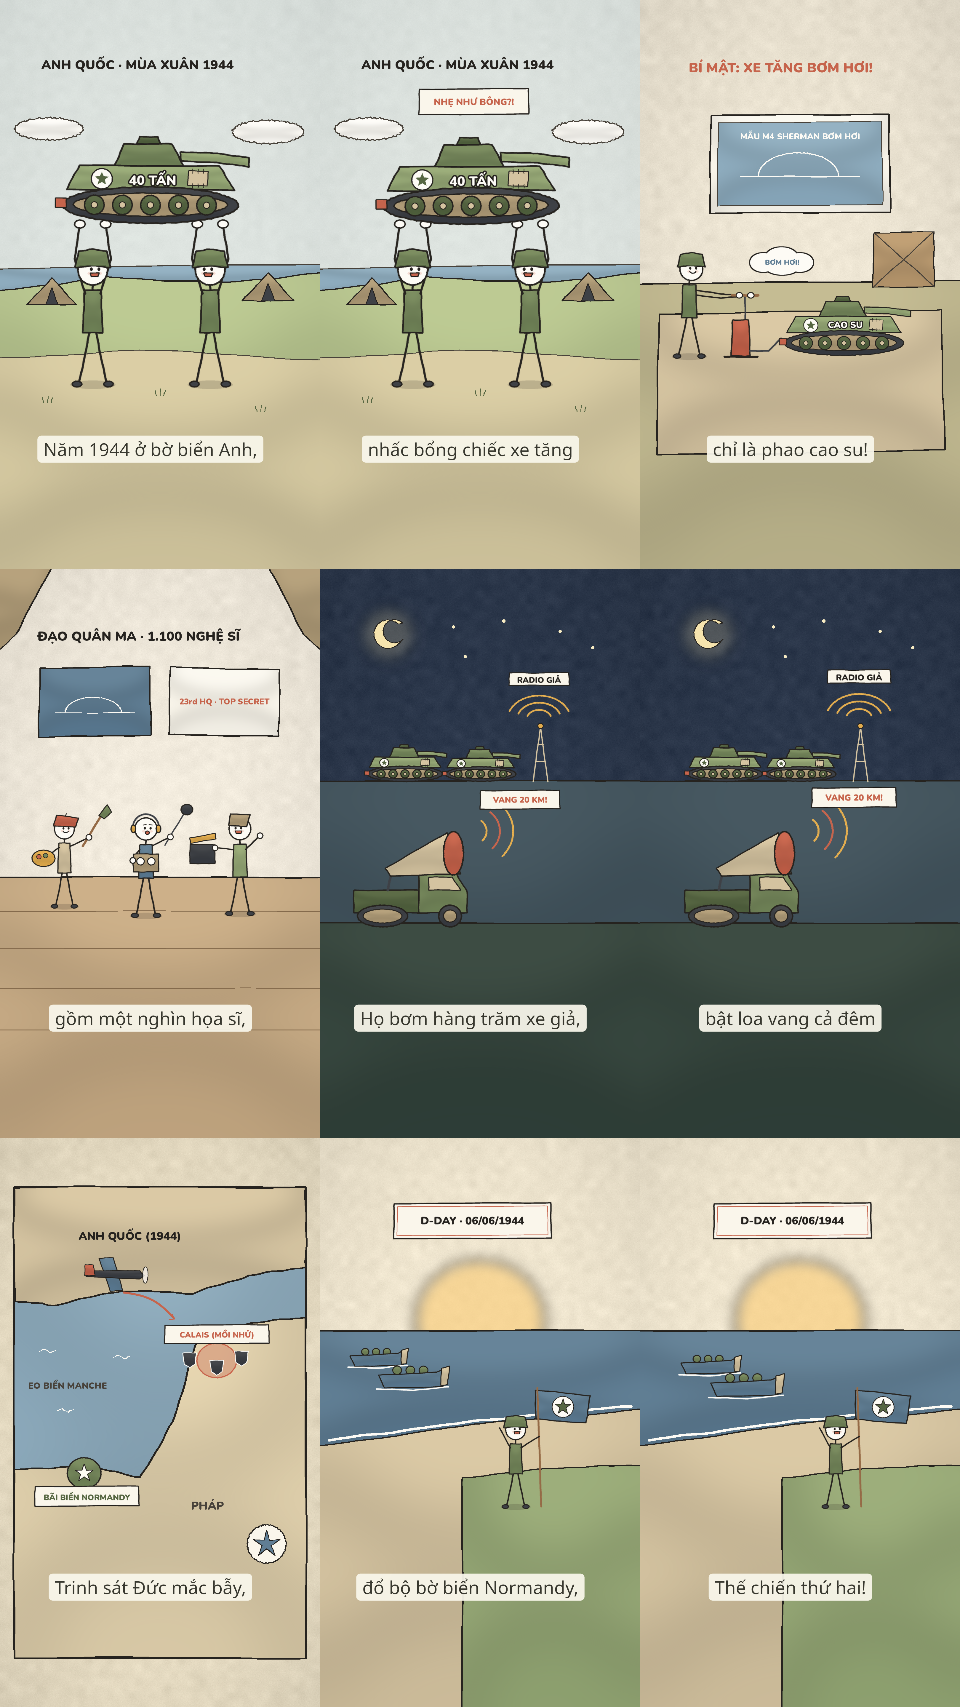 ANH QUỐC · MÙA XUÂN 1944
40 TẤN
Năm 1944 ở bờ biển Anh,
ANH QUỐC · MÙA XUÂN 1944
NHẸ NHƯ BÔNG?!
40 TẤN
nhấc bổng chiếc xe tăng
BÍ MẬT: XE TĂNG BƠM HƠI!
MẪU M4 SHERMAN BƠM HƠI
BƠM HƠI!
CAO SU
chỉ là phao cao su!
ĐẠO QUÂN MA · 1.100 NGHỆ SĨ
23rd HQ · TOP SECRET
gồm một nghìn họa sĩ,
RADIO GIẢ
VANG 20 KM!
Họ bơm hàng trăm xe giả,
RADIO GIẢ
VANG 20 KM!
bật loa vang cả đêm
ANH QUỐC (1944)
CALAIS (MỒI NHỬ)
EO BIỂN MANCHE
BÃI BIỂN NORMANDY
PHÁP
Trinh sát Đức mắc bẫy,
D-DAY · 06/06/1944
đổ bộ bờ biển Normandy,
D-DAY · 06/06/1944
Thế chiến thứ hai!